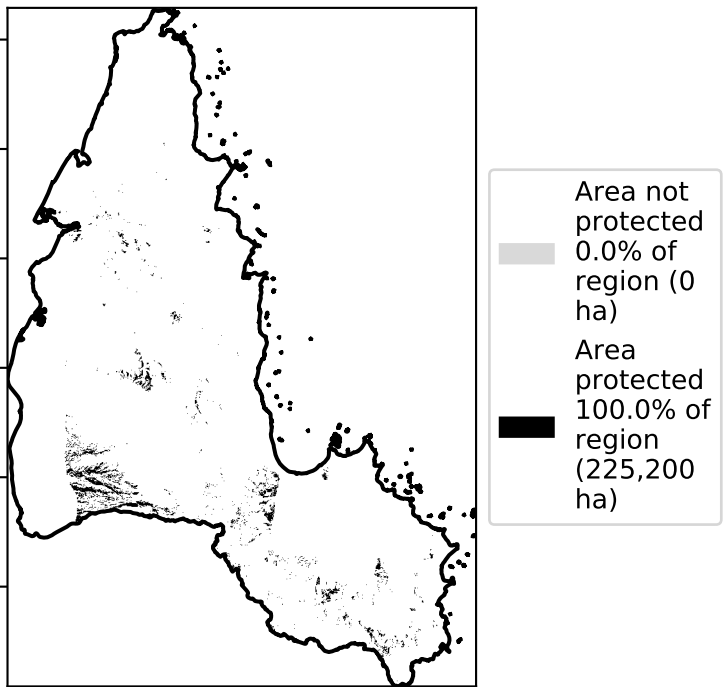 Area not
protected
0.0% of
region (0
ha)
Area
protected
100.0% of
region
(225,200
ha)